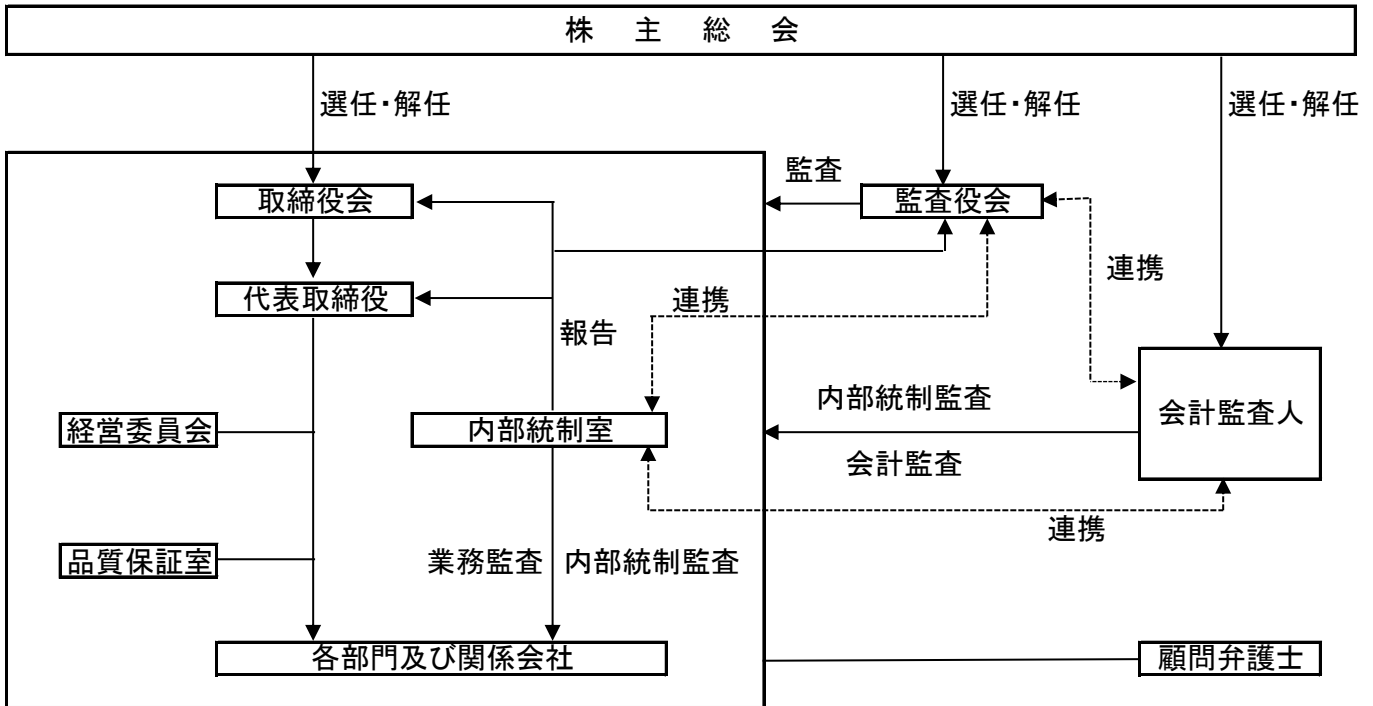 株主総会
選任・解任
選任・解任
選任・解任
監査
取締役会
監査役会
連携
代表取締役
連携
報告
内部統制監査
会計監査人
経営委員会
内部統制室
会計監査
連携
品質保証室
業務監査
内部統制監査
各部門及び関係会社
顧問弁護士